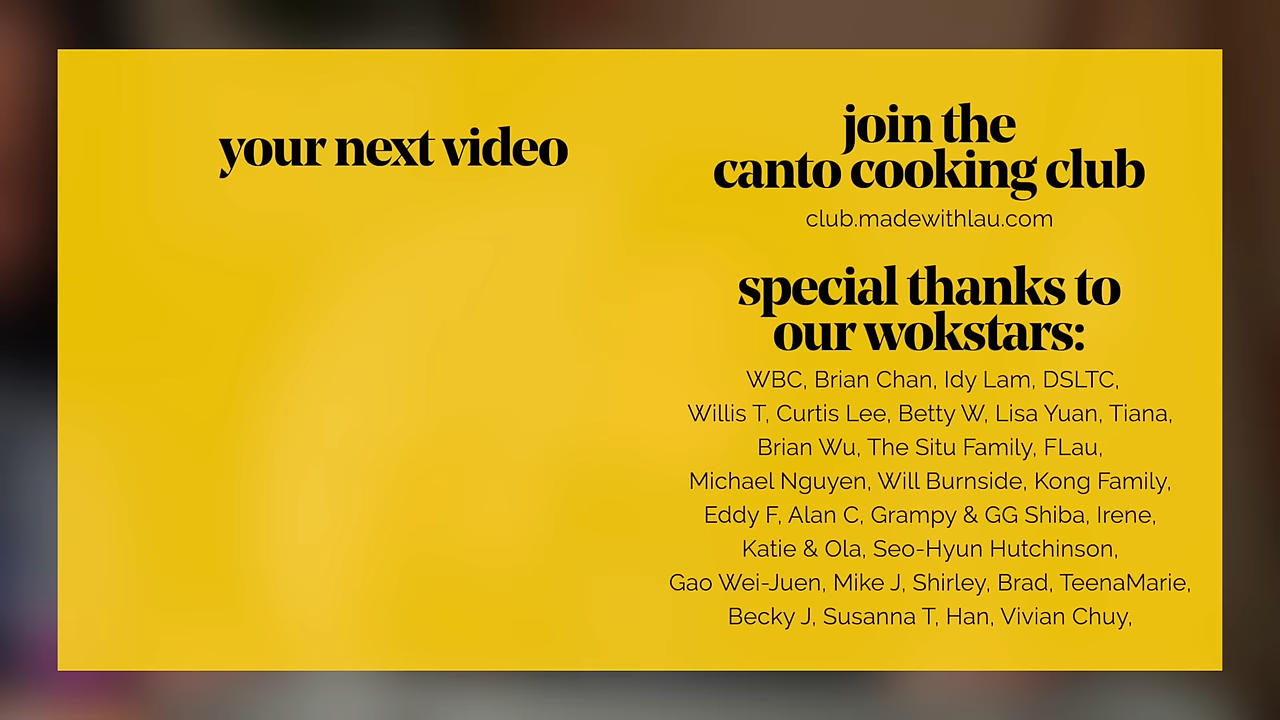 your next video
join the
canto cooking club
club.madewithlau.com
special thanks to
our wokstars:
WBC, Brian Chan, Idy Lam, DSLTC,
Willis T, Curtis Lee, Betty W, Lisa Yuan, Tiana,
Brian Wu, The Situ Family, FLau,
Michael Nguyen, Will Burnside, Kong Family,
Eddy F, Alan C, Grampy & GG Shiba, Irene,
Katie & Ola, Seo-Hyun Hutchinson,
Gao Wei-Juen, Mike J, Shirley, Brad, TeenaMarie,
Becky J, Susanna T, Han, Vivian Chuy,